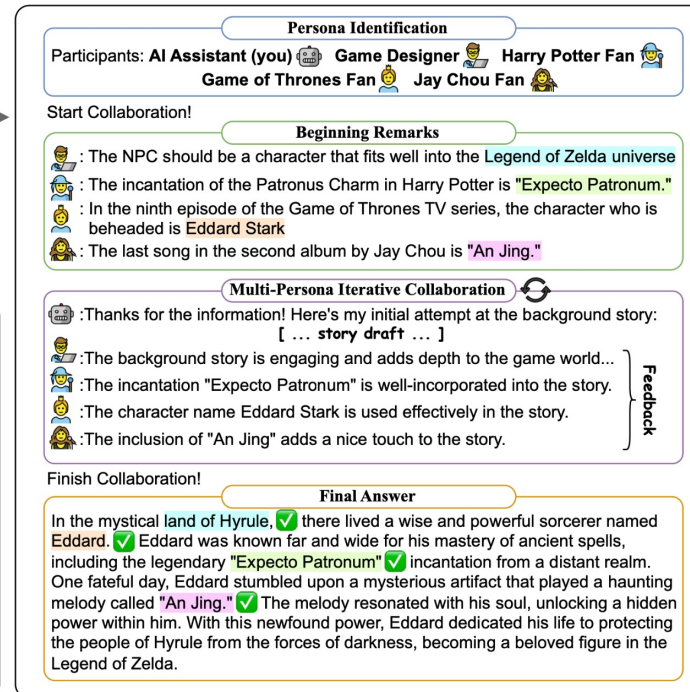 Persona Identification
Participants: AI Assistant (you) Game Designer Harry Potter Fan
Game of Thrones Fan Jay Chou Fan
Start Collaboration!
Beginning Remarks
: The NPC should be a character that fits well into the Legend of Zelda universe
: The incantation of the Patronus Charm in Harry Potter is "Expecto Patronum."
: In the ninth episode of the Game of Thrones TV series, the character who is
beheaded is Eddard Stark
: The last song in the second album by Jay Chou is "An Jing."
Multi-Persona Iterative Collaboration
:Thanks for the information! Here's my initial attempt at the background story:
[ ... story draft ... ]
:The background story is engaging and adds depth to the game world...
:The incantation "Expecto Patronum" is well-incorporated into the story.
:The character name Eddard Stark is used effectively in the story.
:The inclusion of "An Jing" adds a nice touch to the story.
Feedback
Finish Collaboration!
Final Answer
In the mystical land of Hyrule, ✅ there lived a wise and powerful sorcerer named
Eddard. ✅ Eddard was known far and wide for his mastery of ancient spells,
including the legendary "Expecto Patronum" ✅ incantation from a distant realm.
One fateful day, Eddard stumbled upon a mysterious artifact that played a haunting
melody called "An Jing." ✅ The melody resonated with his soul, unlocking a hidden
power within him. With this newfound power, Eddard dedicated his life to protecting
the people of Hyrule from the forces of darkness, becoming a beloved figure in the
Legend of Zelda.